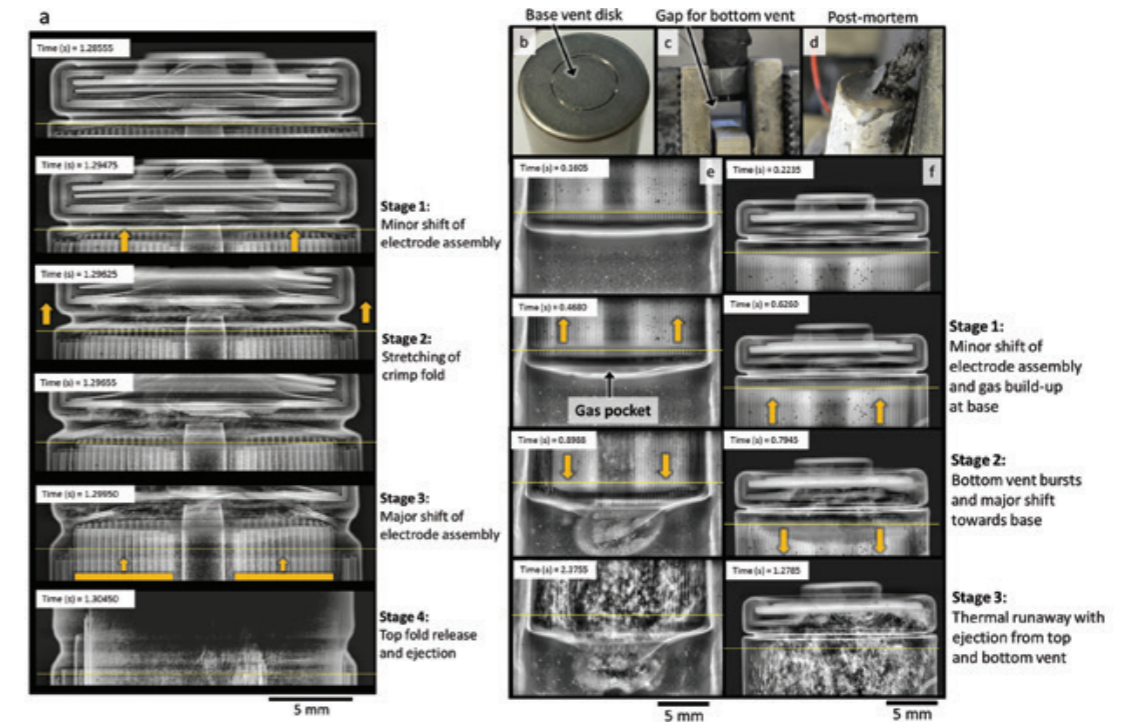 a
Time (s) = 1.28555
Time (s) = 1.29475
Stage 1:
Minor shift of
electrode assembly
Time (s) = 1.29625
Stage 2:
Stretching of
crimp fold
Time (s) = 1.29655
Time (s) = 1.29950
Stage 3:
Major shift of
electrode assembly
Time (s) = 1.30450
Stage 4:
Top fold release
and ejection
5 mm
Base vent disk
Gap for bottom vent
Post-mortem
b
c
d
Time (s) = 0.3605
e
Time (s) = 0.2235
f
Time (s) = 0.4680
Gas pocket
Time (s) = 0.6260
Stage 1:
Minor shift of
electrode assembly
and gas build-up
at base
Time (s) = 0.8988
Time (s) = 0.7945
Stage 2:
Bottom vent bursts
and major shift
towards base
Time (s) = 2.3755
Time (s) = 1.2785
Stage 3:
Thermal runaway with
ejection from top
and bottom vent
5 mm
5 mm